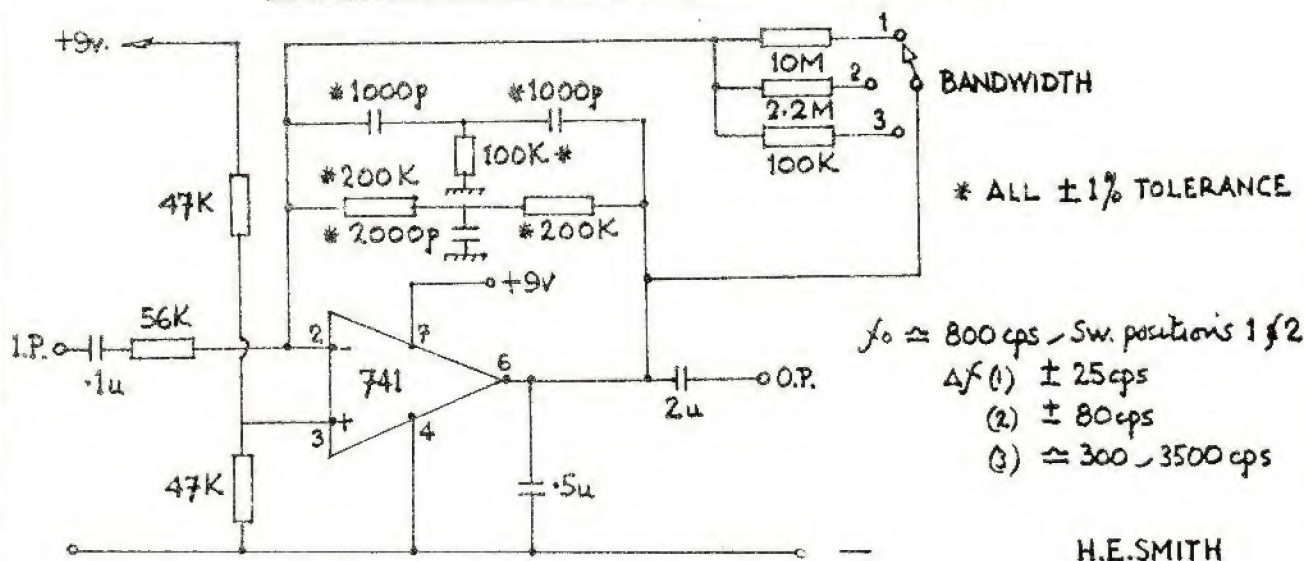 +9v.
1
10M
*1000p *1000p
2
BANDWIDTH
2.2M
3
100K *
100K
*200K
47K
* ALL ±1% TOLERANCE
*2000p
*200K
+9v
I.P.
56K
2
-
7
fo ≃ 800 cps - Sw. positions 1 & 2
.1u
741
6
O.P.
Δf (1) ± 25cps
2u
3
+
4
(2) ± 80cps
47K
.5u
(3) ≃ 300 - 3500 cps
—
H.E.SMITH